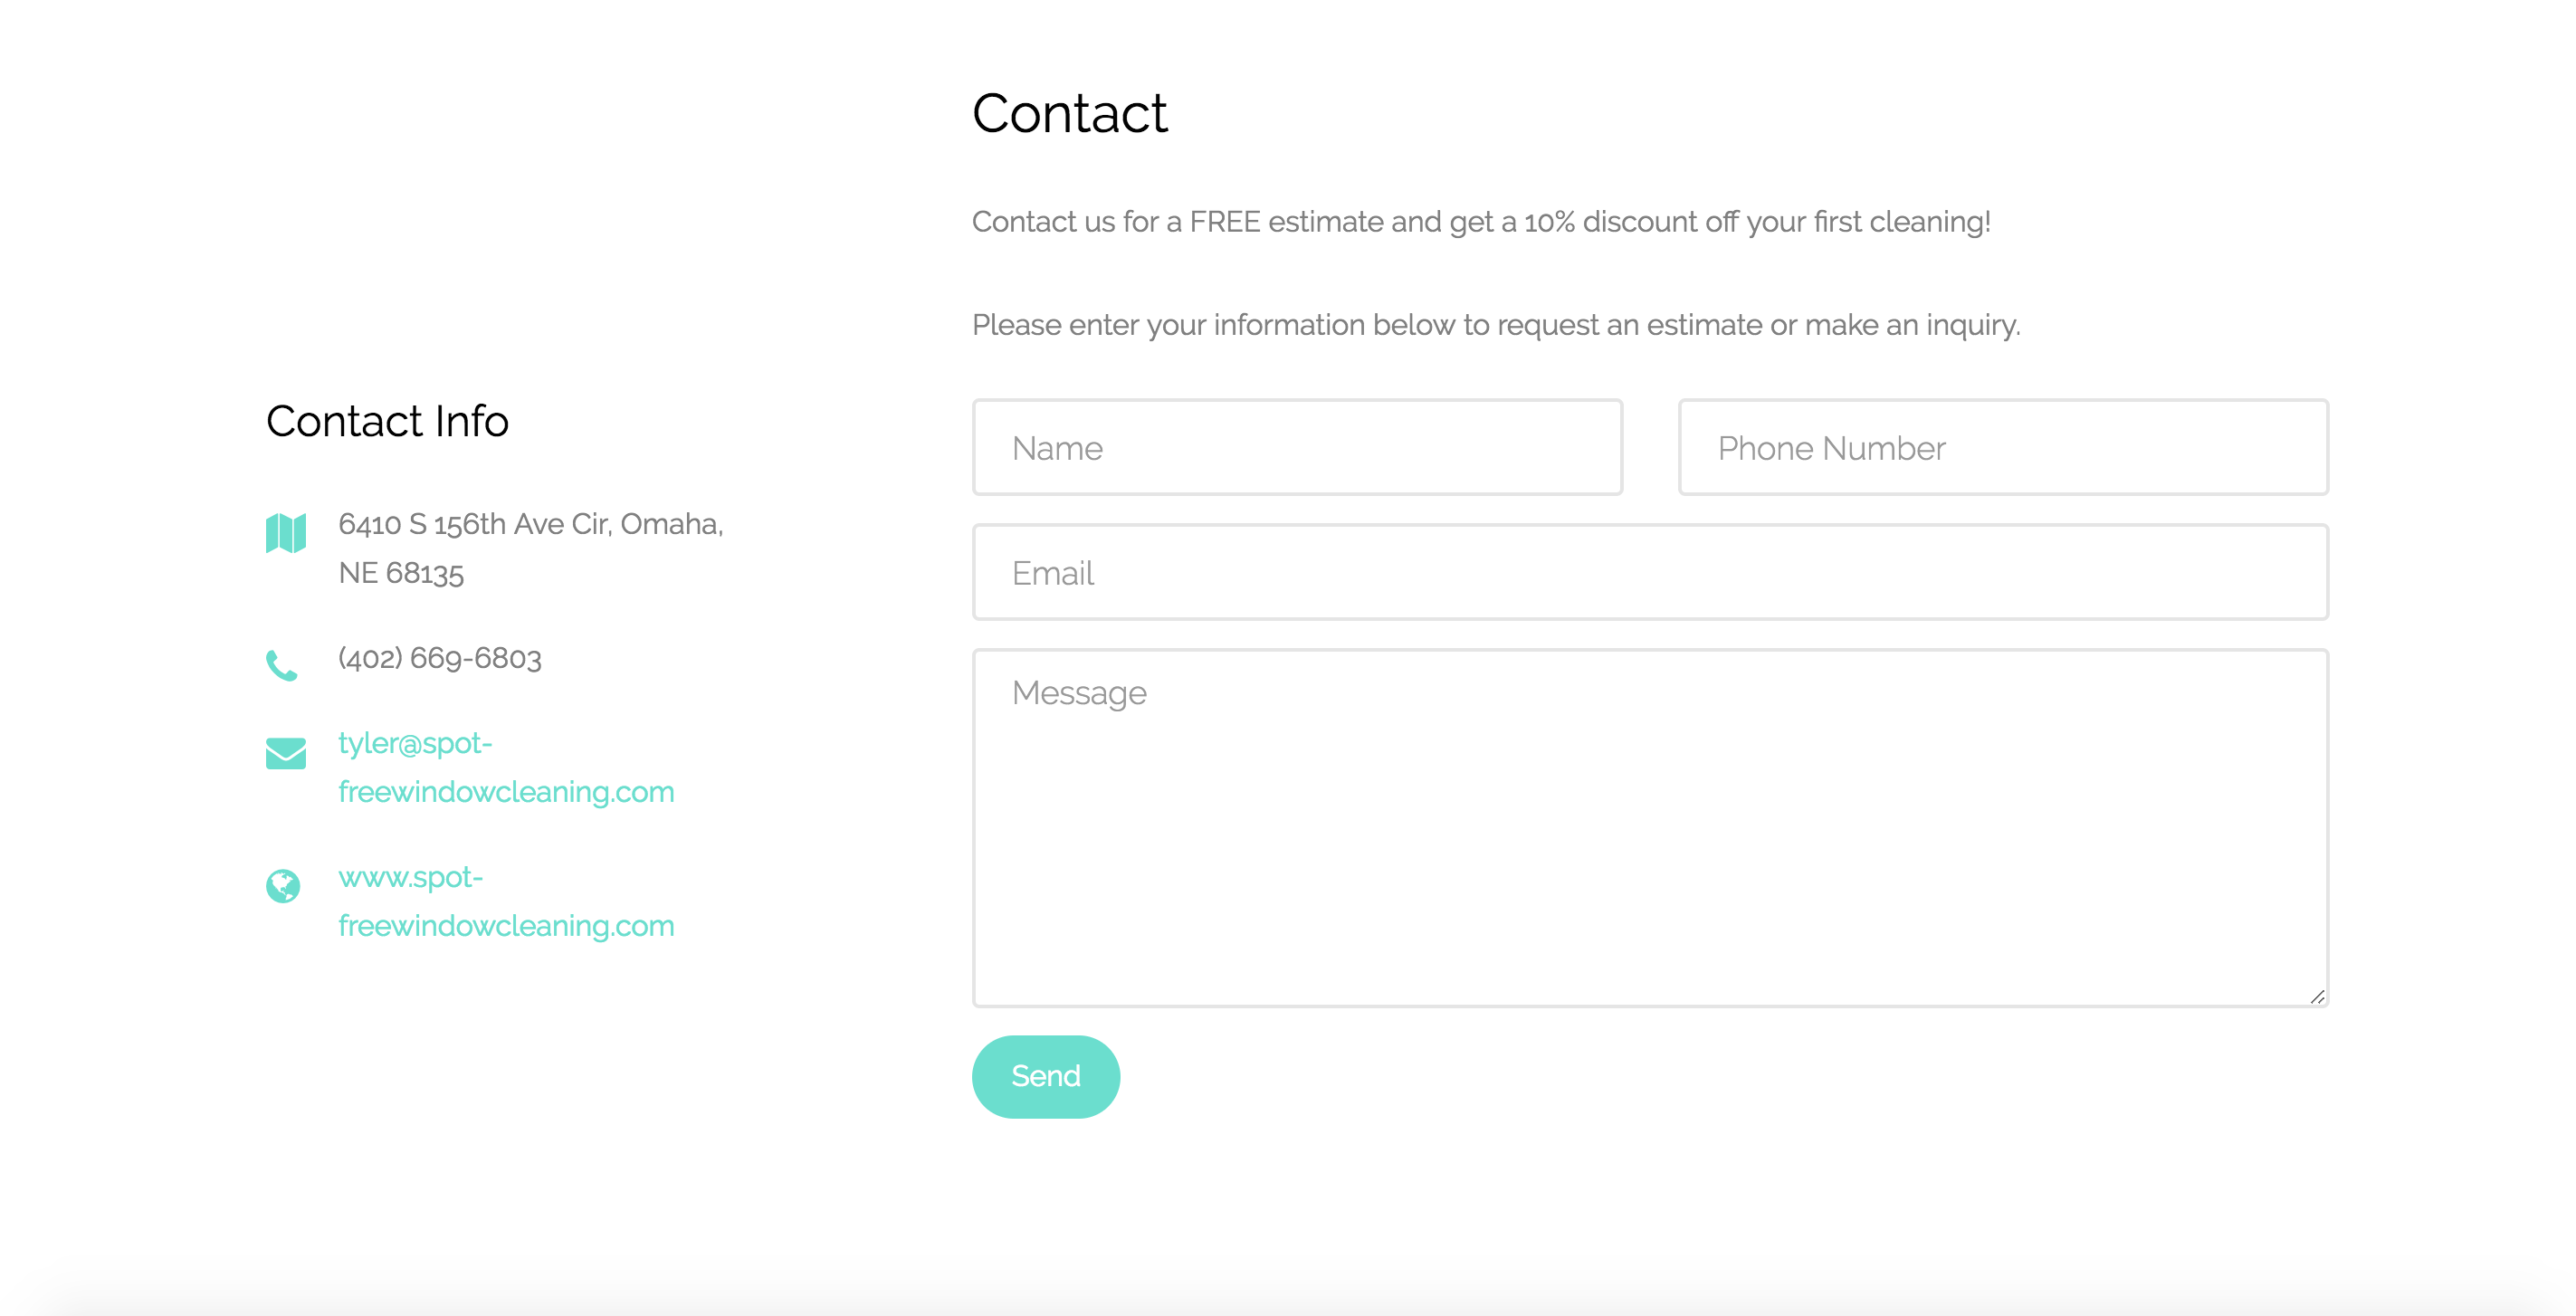 Contact
Contact us for a FREE estimate and get a 10% discount off your first cleaning!
Please enter your information below to request an estimate or make an inquiry.
Contact Info
6410 S 156th Ave Cir, Omaha,
NE 68135
(402) 669-6803
tyler@spot-
freewindowcleaning.com
www.spot-
freewindowcleaning.com
Name
Phone Number
Email
Message
Send